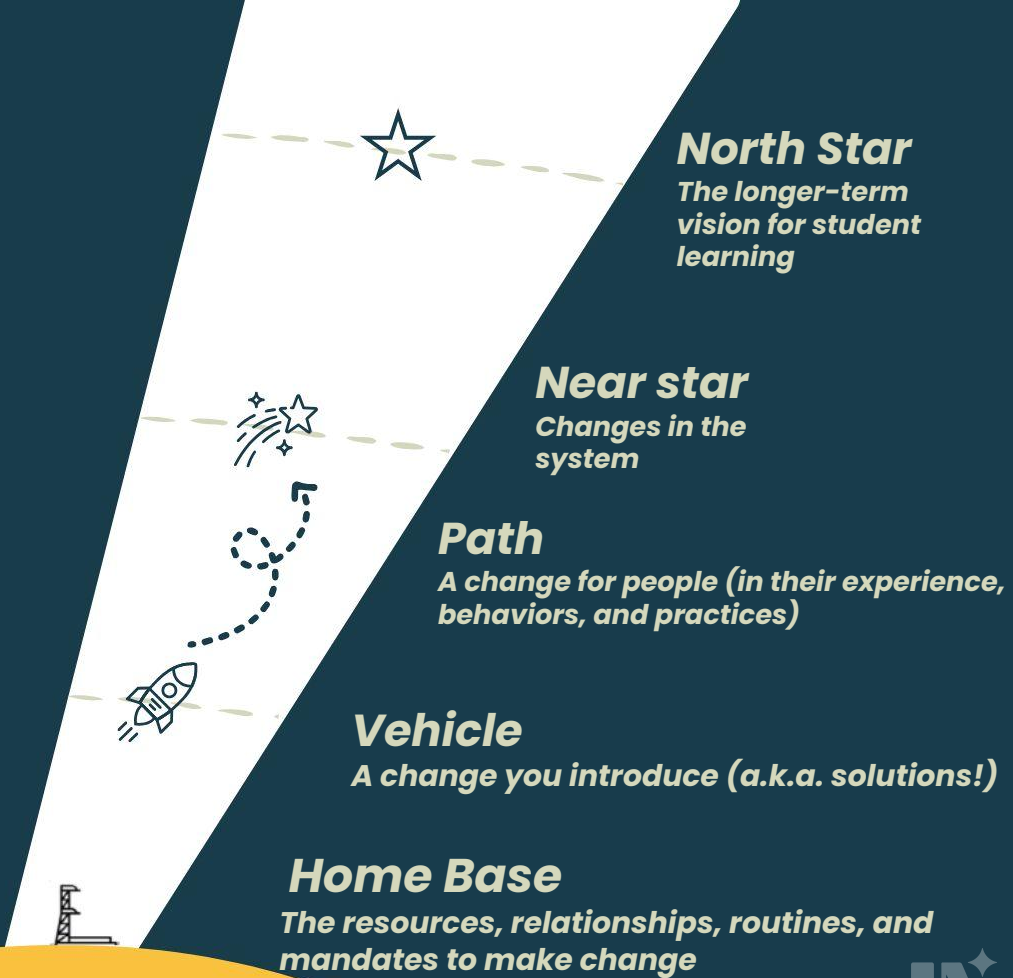 North Star
The longer-term
vision for student
learning
Near star
Changes in the
system
Path
A change for people (in their experience,
behaviors, and practices)
Vehicle
A change you introduce (a.k.a. solutions!)
Home Base
The resources, relationships, routines, and
mandates to make change